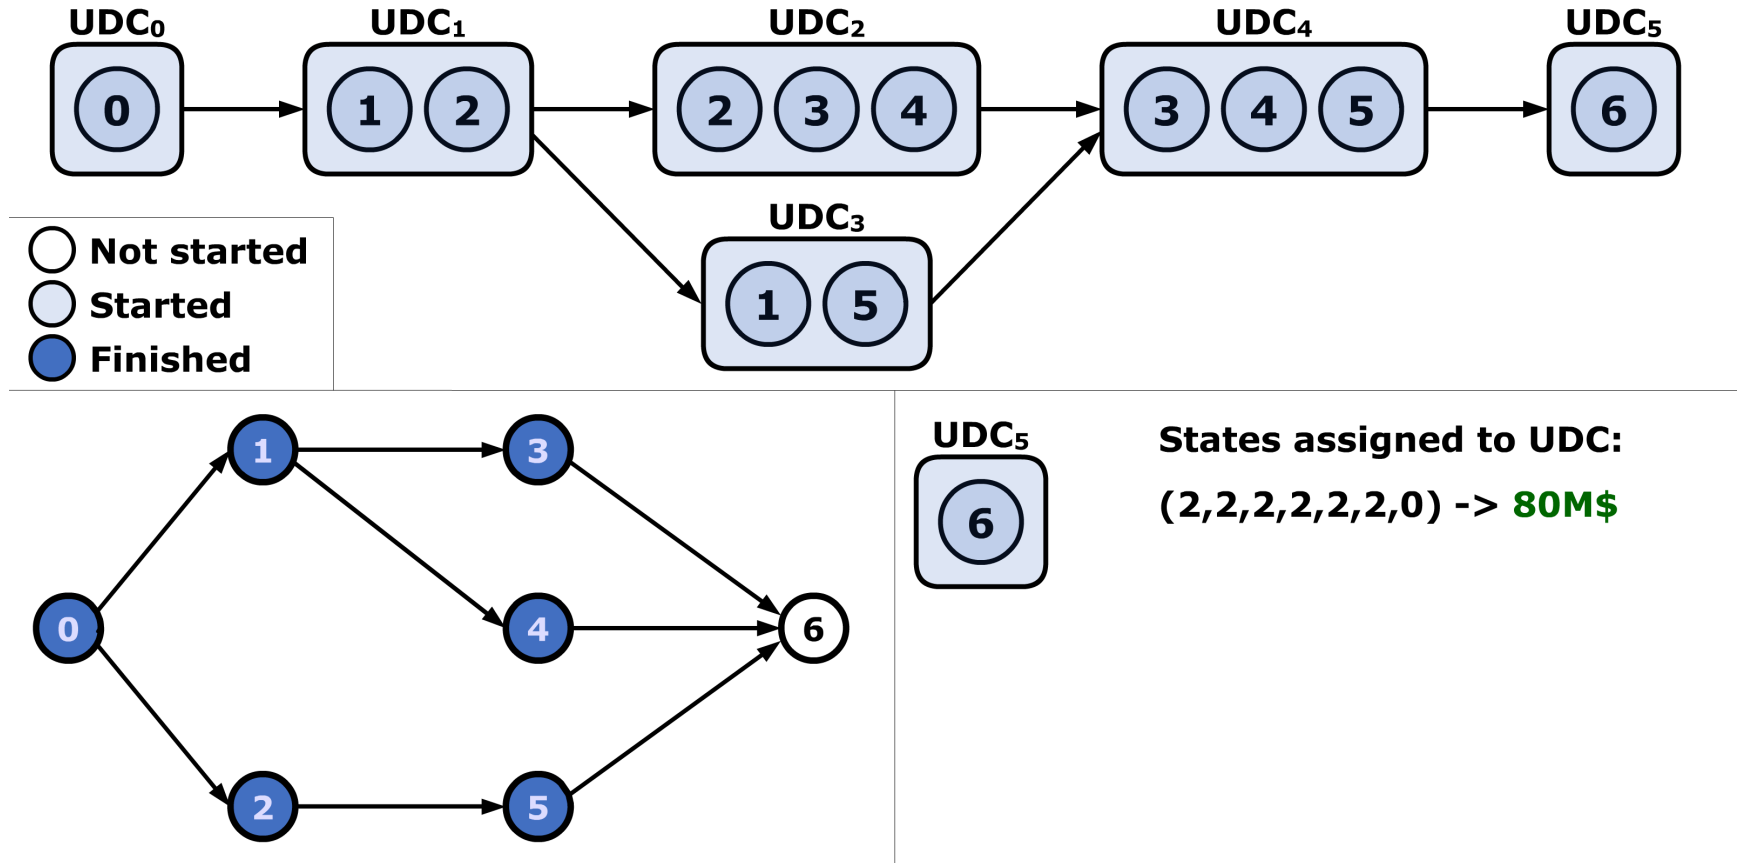 UDC₀ UDC₁ UDC₂ UDC₄ UDC₅
0 1 2 2 3 4 3 4 5 6
UDC₃
1 5
Not started
Started
Finished
1 3
0 4 6
2 5
UDC₅
6
States assigned to UDC:
(2,2,2,2,2,2,0) -> 80M$